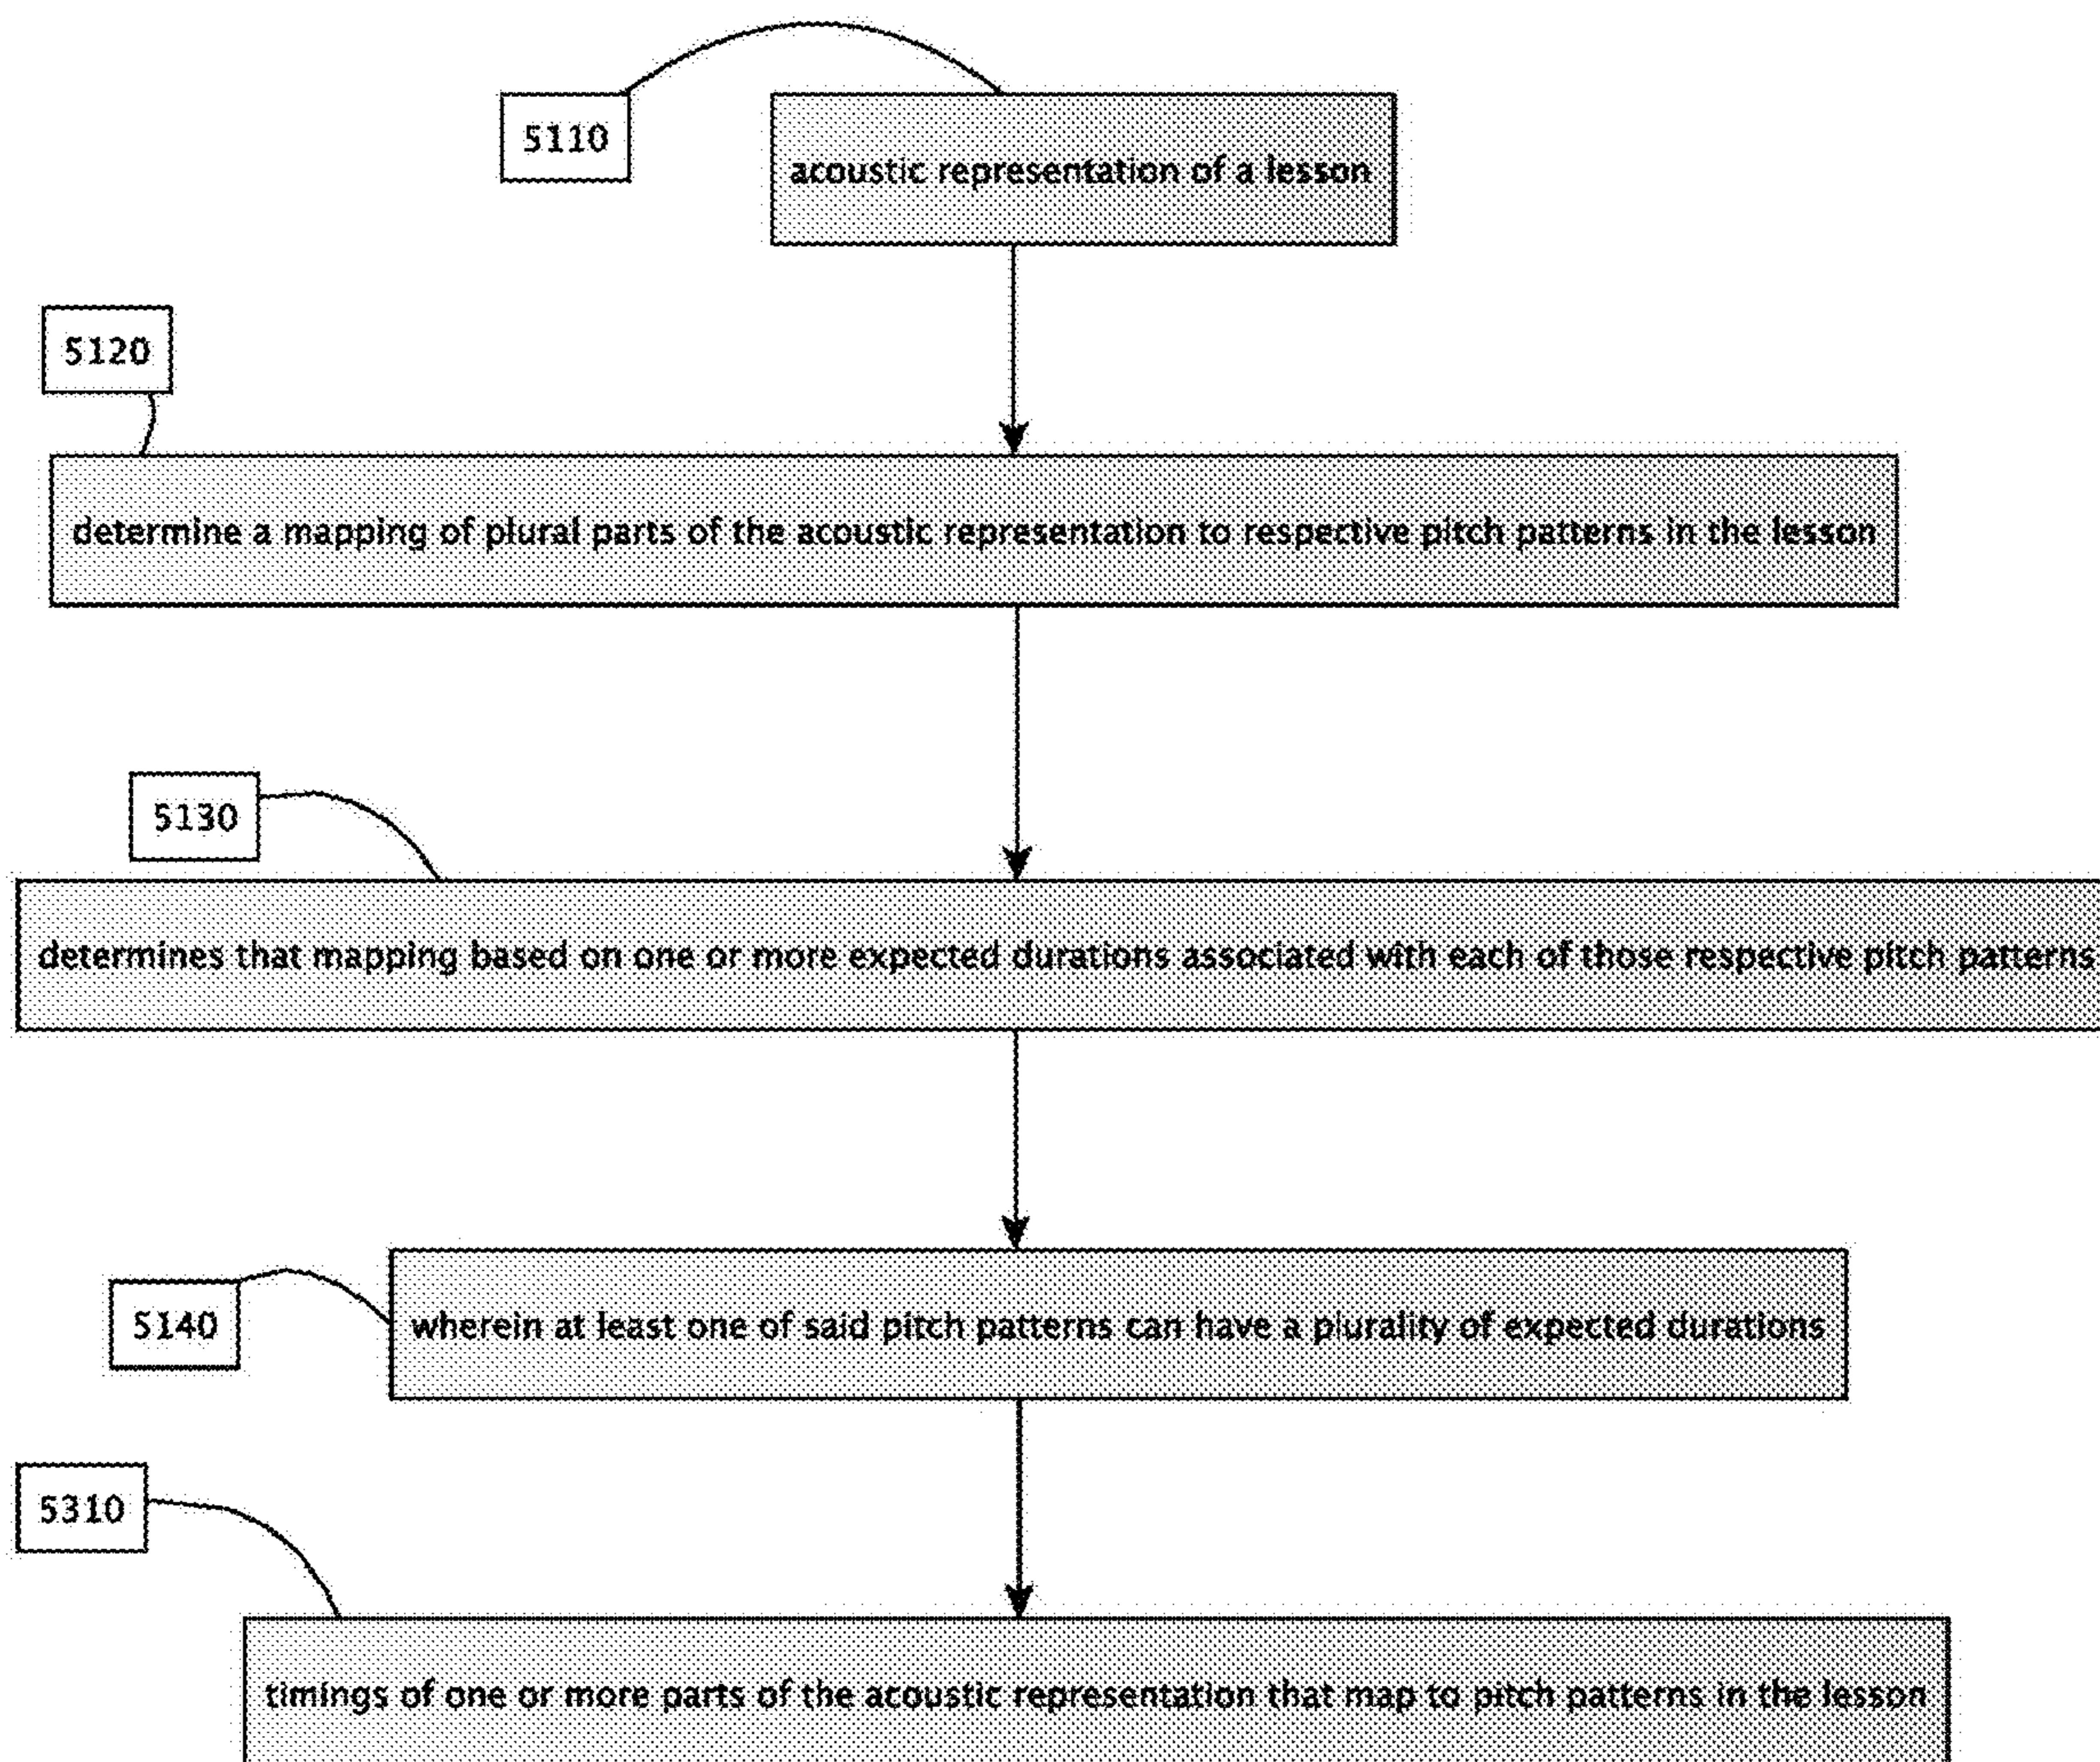 5110
acoustic representation of a lesson
5120
determine a mapping of plural parts of the acoustic representation to respective pitch patterns in the lesson
5130
determines that mapping based on one or more expected durations associated with each of those respective pitch patterns
5140
wherein at least one of said pitch patterns can have a plurality of expected durations
5310
timings of one or more parts of the acoustic representation that map to pitch patterns in the lesson